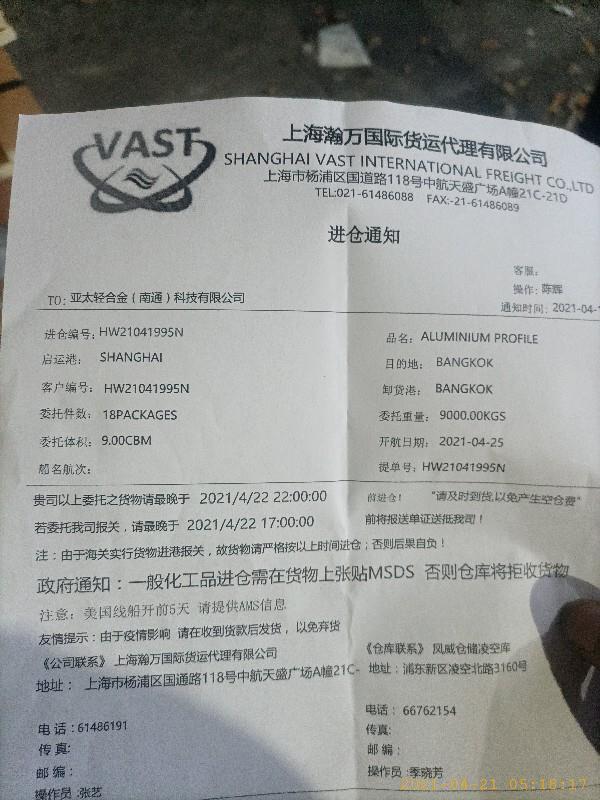 VAST
上海瀚万国际货运代理有限公司
SHANGHAI VAST INTERNATIONAL FREIGHT CO.,LTD
上海市杨浦区国道路118号中航天盛广场A幢21C-21D
TEL:021-61486088 FAX:-21-61486089
进仓通知
客服:
操作: 陈辉
TO: 亚太轻合金（南通）科技有限公司
通知时间: 2021-04-
进仓编号: HW21041995N
品名: ALUMINIUM PROFILE
启运港: SHANGHAI
目的地: BANGKOK
客户编号: HW21041995N
卸货港: BANGKOK
委托件数: 18PACKAGES
委托重量: 9000.00KGS
委托体积: 9.00CBM
开航日期: 2021-04-25
船名航次:
提单号: HW21041995N
贵司以上委托之货物请最晚于 2021/4/22 22:00:00 前进仓! "请及时到货,以免产生空仓费"
若委托我司报关，请最晚于 2021/4/22 17:00:00 前将报送单证送抵我司!
注：由于海关实行货物进港报关，故货物请严格按以上时间进仓；否则后果自负!
政府通知：一般化工品进仓需在货物上张贴MSDS 否则仓库将拒收货物
注意：美国线船开前5天 请提供AMS信息
友情提示：由于疫情影响 请在收到货款后发货，以免弃货
《公司联系》上海瀚万国际货运代理有限公司
《仓库联系》风威仓储凌空库
地址： 上海市杨浦区国通路118号中航天盛广场A幢21C-
地址：浦东新区凌空北路3160号
电话:61486191
电话: 66762154
传真:
传真:
邮编:
邮编:
操作员:张艺
操作员:季晓芳
2021-04-21 05:18:17